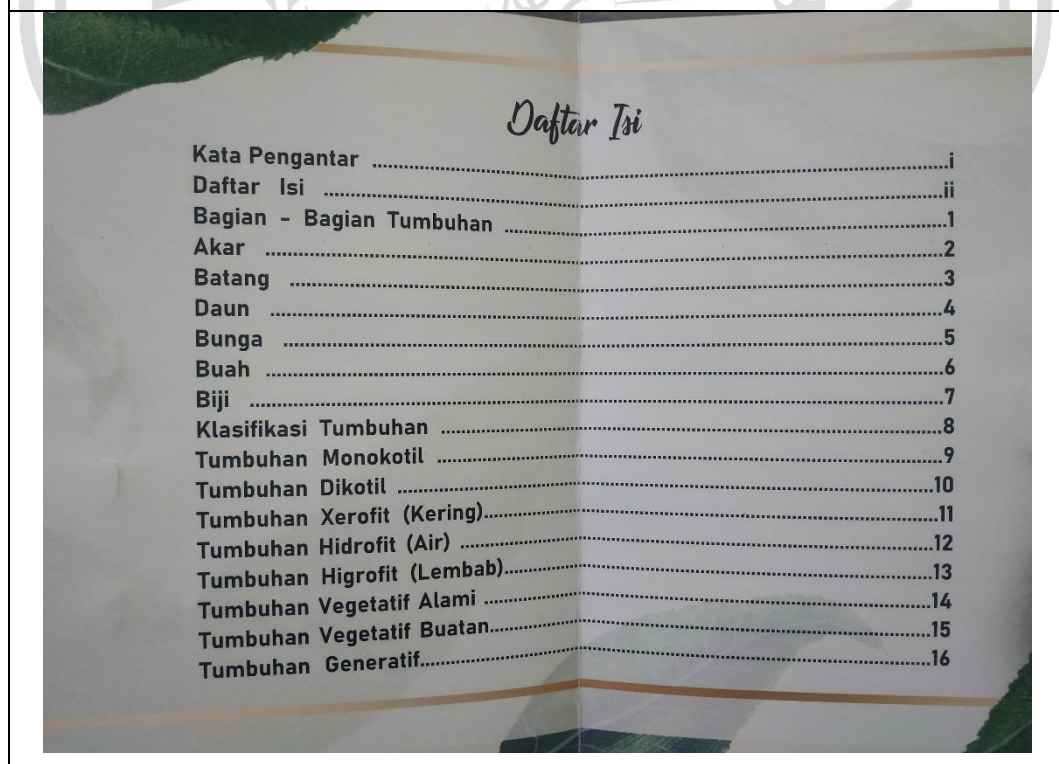 Daftar Isi
Kata Pengantar ..........i
Daftar Isi ..........ii
Bagian - Bagian Tumbuhan ..........1
Akar ..........2
Batang ..........3
Daun ..........4
Bunga ..........5
Buah ..........6
Biji ..........7
Klasifikasi Tumbuhan ..........8
Tumbuhan Monokotil ..........9
Tumbuhan Dikotil ..........10
Tumbuhan Xerofit (Kering)..........11
Tumbuhan Hidrofit (Air) ..........12
Tumbuhan Higrofit (Lembab)..........13
Tumbuhan Vegetatif Alami ..........14
Tumbuhan Vegetatif Buatan..........15
Tumbuhan Generatif..........16